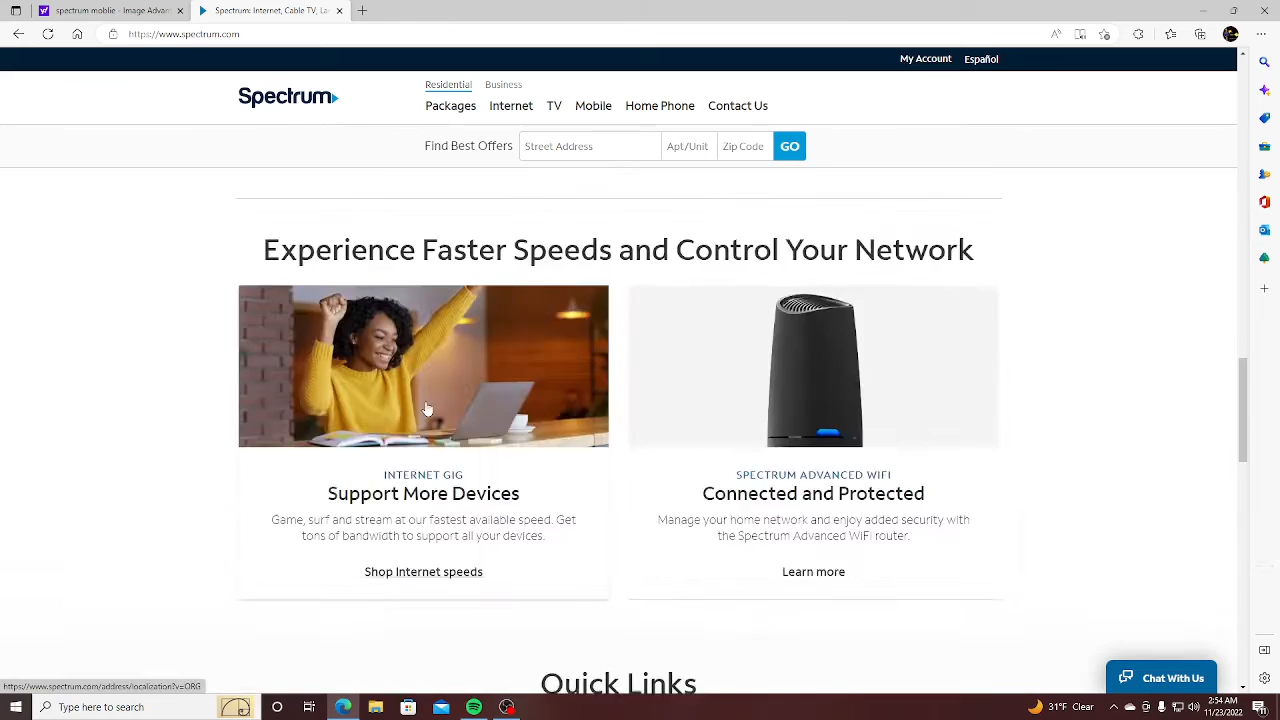 spectrum moblie - Image Advan
Spectrum: Internet, Cable TV, La
https://www.spectrum.com
My Account Español
Residential Business
Spectrum
Packages Internet TV Mobile Home Phone Contact Us
Find Best Offers Street Address Apt/Unit Zip Code GO
Experience Faster Speeds and Control Your Network
INTERNET GIG
Support More Devices
Game, surf and stream at our fastest available speed. Get
tons of bandwidth to support all your devices.
Shop Internet speeds
SPECTRUM ADVANCED WIFI
Connected and Protected
Manage your home network and enjoy added security with
the Spectrum Advanced WiFi router.
Learn more
Quick Links
Chat With Us
https://www.spectrum.com/address/localization?v=ORG
Type here to search
31°F Clear
2:54 AM
11/23/2022